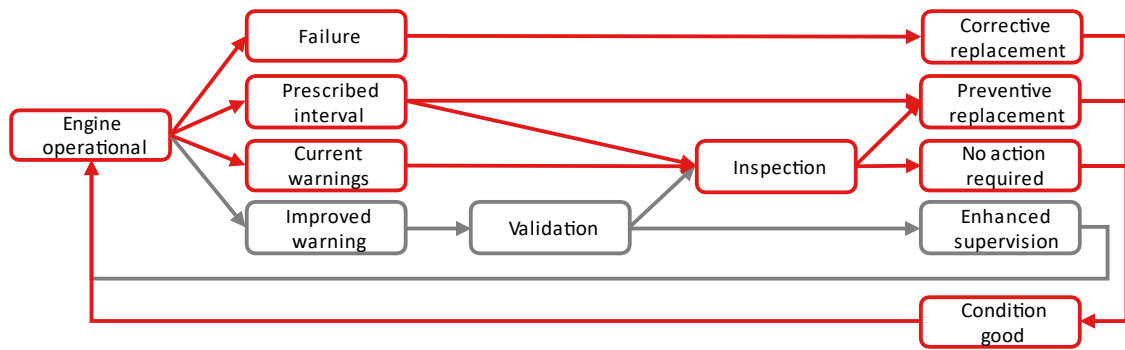 Failure
Corrective
replacement
Prescribed
interval
Preventive
replacement
Engine
operational
Current
warnings
Inspection
No action
required
Improved
warning
Validation
Enhanced
supervision
Condition
good